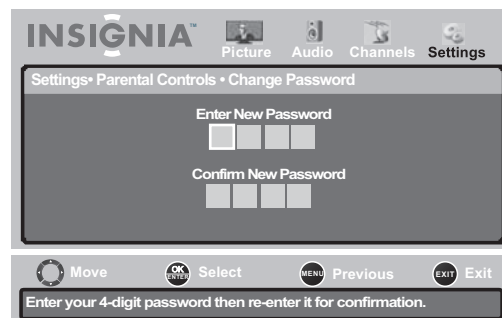 INSIGNIA™
Picture Audio Channels Settings
Settings• Parental Controls • Change Password
Enter New Password
Confirm New Password
Move OK ENTER Select MENU Previous EXIT Exit
Enter your 4-digit password then re-enter it for confirmation.